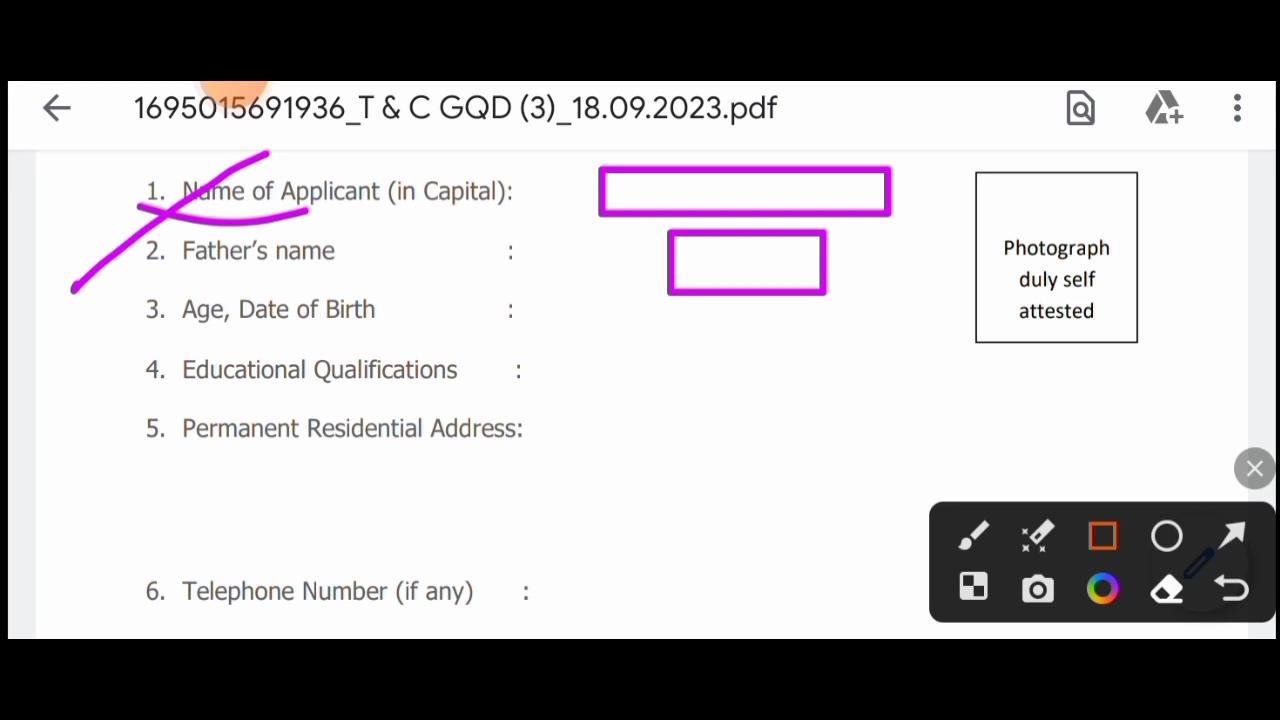 1695015691936_T & C GQD (3)_18.09.2023.pdf
1. Name of Applicant (in Capital):
2. Father’s name :
3. Age, Date of Birth :
4. Educational Qualifications :
5. Permanent Residential Address:
6. Telephone Number (if any) :
Photograph
duly self
attested